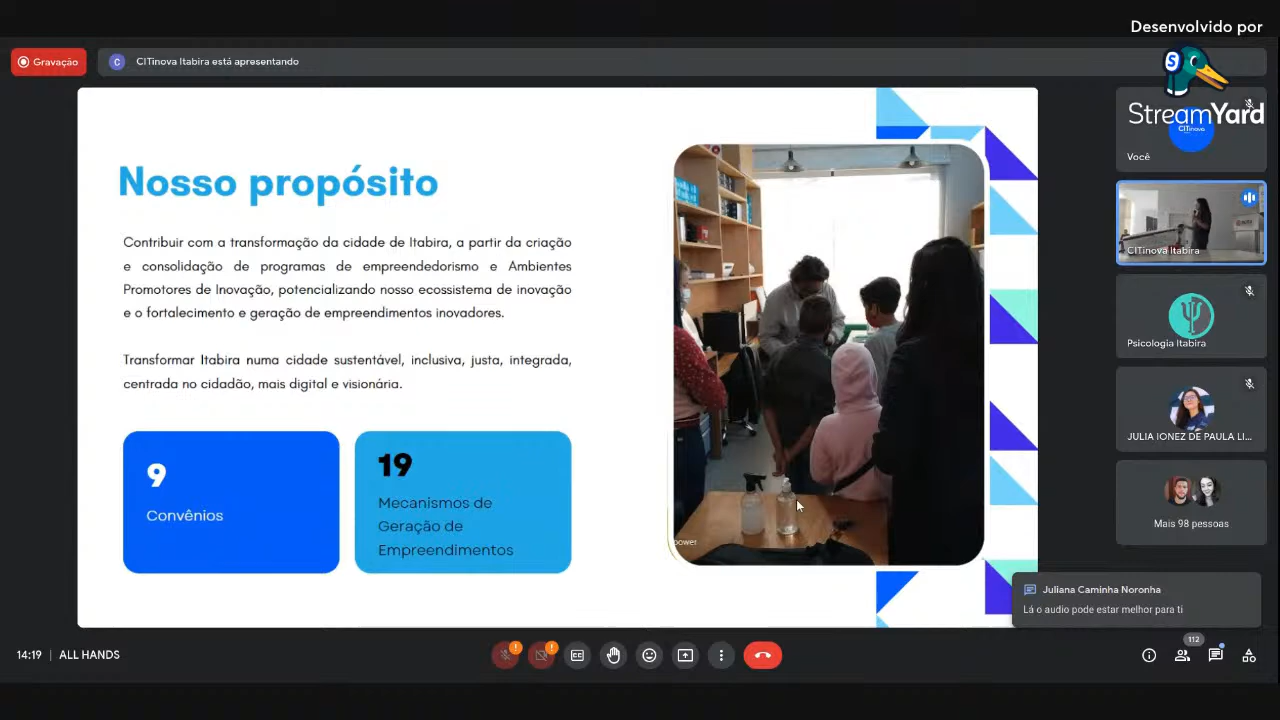 Desenvolvido por
StreamYard
Gravação
C
CITinova Itabira está apresentando
Nosso propósito
Contribuir com a transformação da cidade de Itabira, a partir da criação
e consolidação de programas de empreendedorismo e Ambientes
Promotores de Inovação, potencializando nosso ecossistema de inovação
e o fortalecimento e geração de empreendimentos inovadores.
Transformar Itabira numa cidade sustentável, inclusiva, justa, integrada,
centrada no cidadão, mais digital e visionária.
9
Convênios
19
Mecanismos de
Geração de
Empreendimentos
power
CITinova
Você
CITinova Itabira
Psicologia Itabira
JULIA IONEZ DE PAULA LI...
Mais 98 pessoas
Juliana Caminha Noronha
Lá o audio pode estar melhor para ti
14:19 | ALL HANDS
112